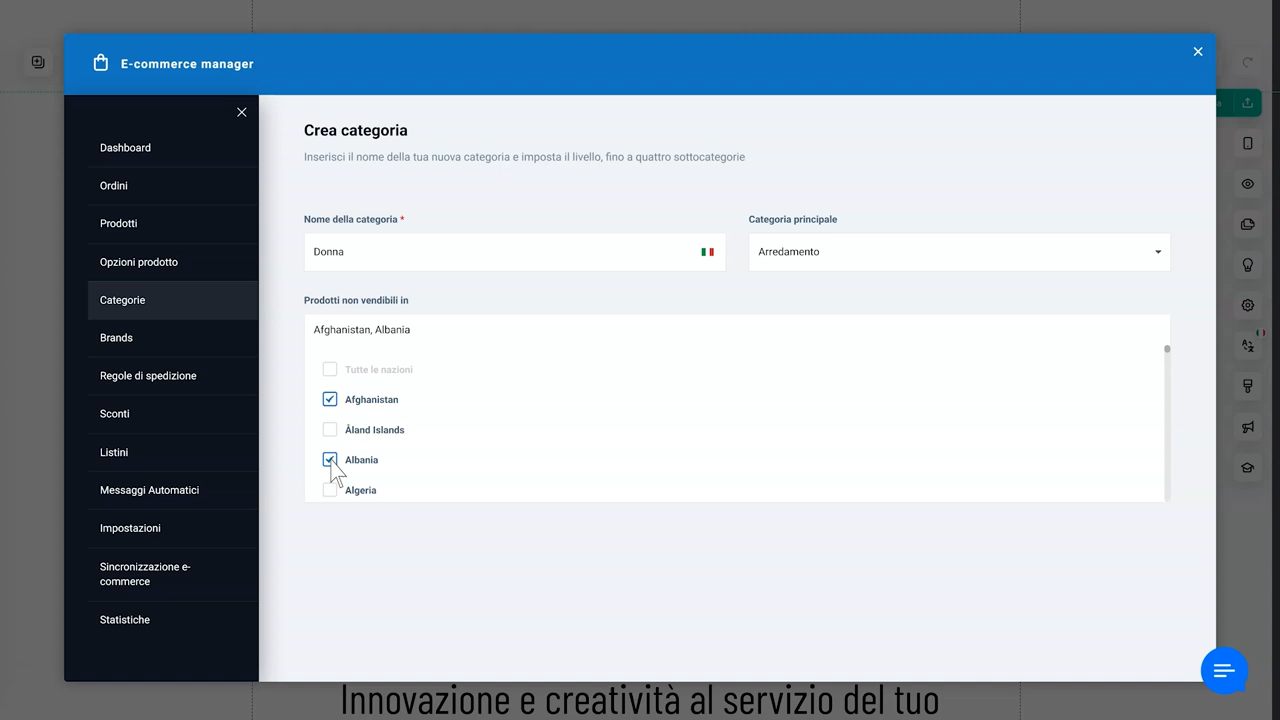 E-commerce manager
Dashboard
Ordini
Prodotti
Opzioni prodotto
Categorie
Brands
Regole di spedizione
Sconti
Listini
Messaggi Automatici
Impostazioni
Sincronizzazione e-
commerce
Statistiche
Crea categoria
Inserisci il nome della tua nuova categoria e imposta il livello, fino a quattro sottocategorie
Nome della categoria *
Categoria principale
Donna
Arredamento
Prodotti non vendibili in
Afghanistan, Albania
Tutte le nazioni
Afghanistan
Åland Islands
Albania
Algeria
Innovazione e creatività al servizio del tuo